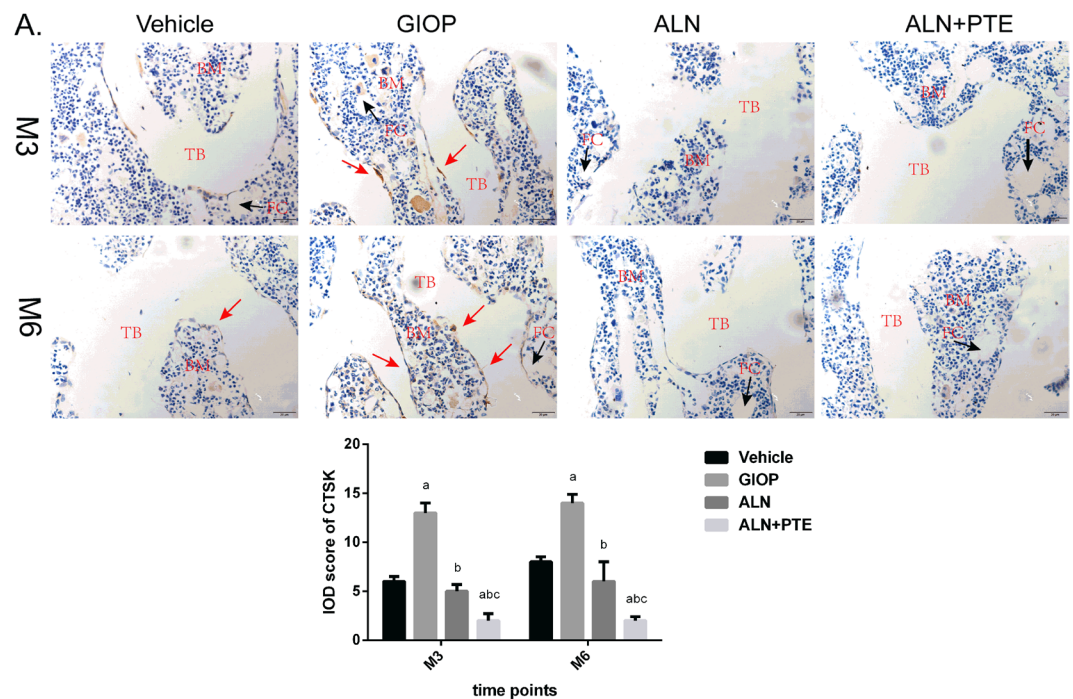 A.
Vehicle
GIOP
ALN
ALN+PTE
M3
BM
TB
FC
BM
FC
TB
FC
BM
TB
BM
FC
TB
M6
TB
BM
TB
BM
FC
BM
TB
FC
BM
TB
FC
20
15
10
5
0
IOD score of CTSK
a
b
abc
a
b
abc
M3
M6
time points
Vehicle
GIOP
ALN
ALN+PTE